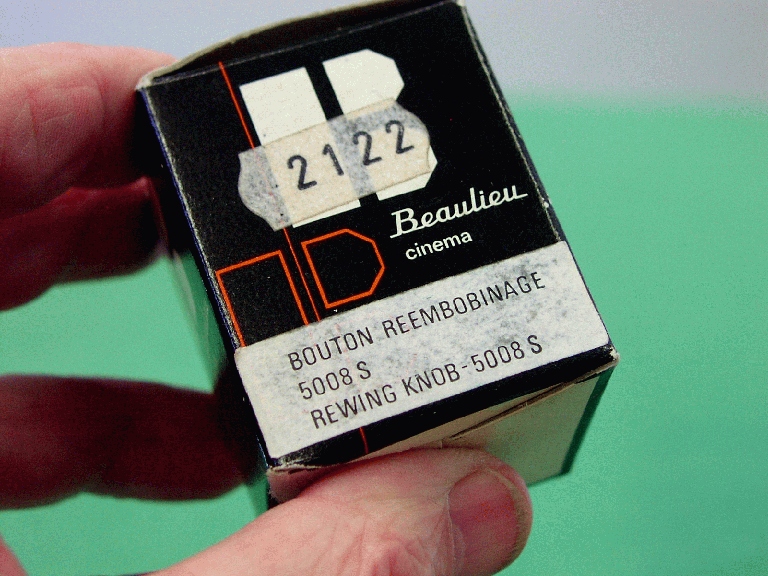 2122
Beaulieu
cinema
BOUTON REEMBOBINAGE
5008 S
REWING KNOB-5008 S